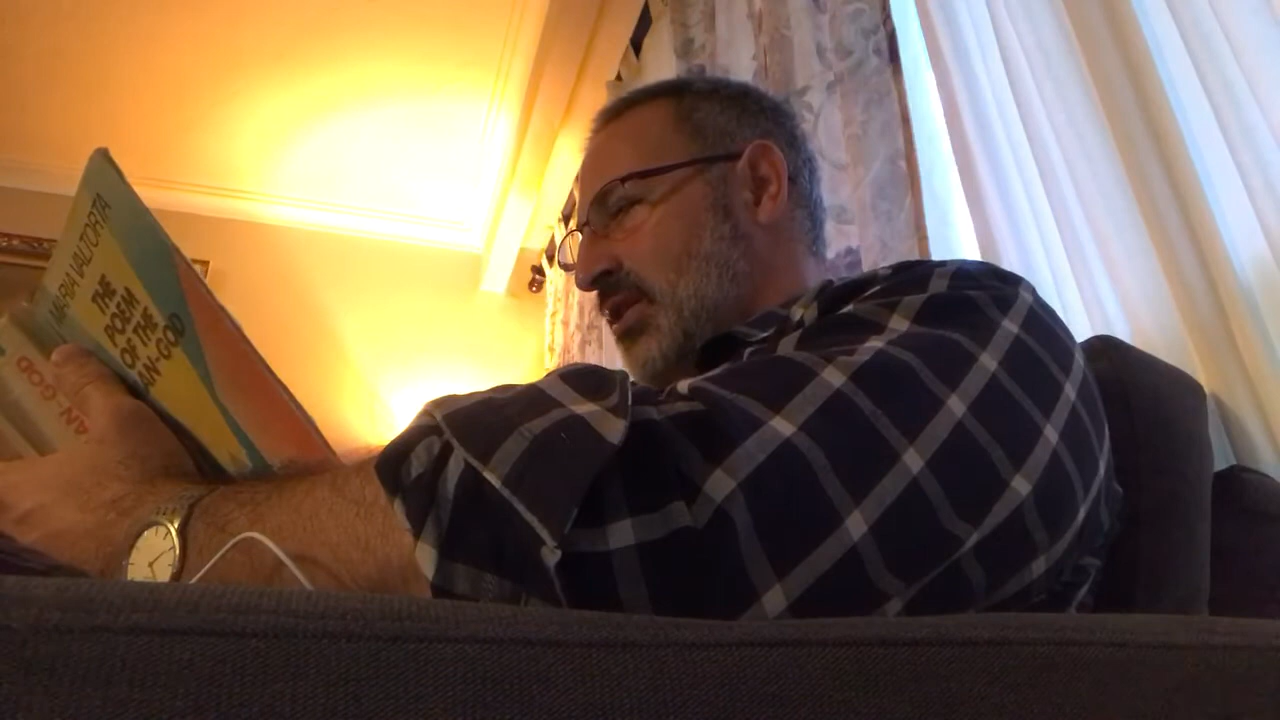 MARIA VALTORTA
THE
POEM
OF THE
AN-GOD
AN-GOD